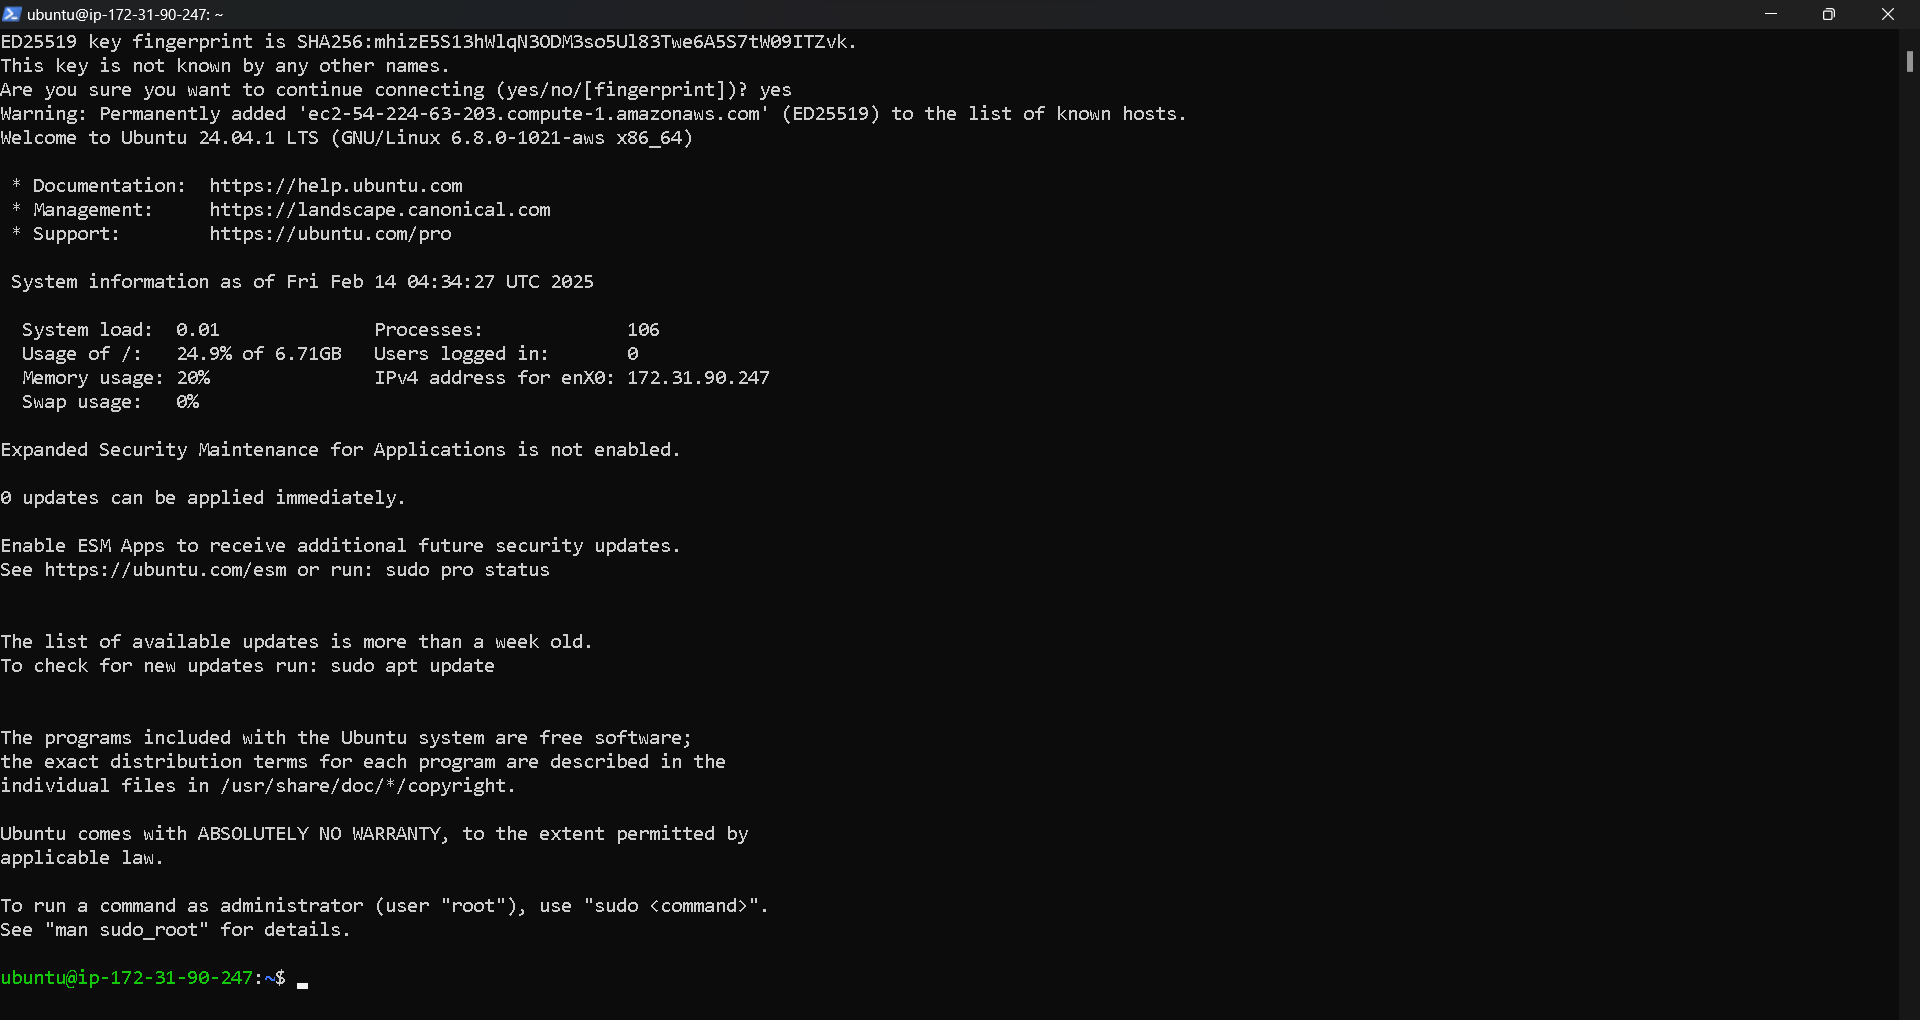 ubuntu@ip-172-31-90-247: ~
ED25519 key fingerprint is SHA256:mhizE5S13hWlqN3ODM3so5Ul83Twe6A5S7tW09ITZvk.
This key is not known by any other names.
Are you sure you want to continue connecting (yes/no/[fingerprint])? yes
Warning: Permanently added 'ec2-54-224-63-203.compute-1.amazonaws.com' (ED25519) to the list of known hosts.
Welcome to Ubuntu 24.04.1 LTS (GNU/Linux 6.8.0-1021-aws x86_64)
* Documentation:  https://help.ubuntu.com
* Management:     https://landscape.canonical.com
* Support:        https://ubuntu.com/pro
System information as of Fri Feb 14 04:34:27 UTC 2025
System load:  0.01              Processes:             106
Usage of /:   24.9% of 6.71GB   Users logged in:       0
Memory usage: 20%               IPv4 address for enX0: 172.31.90.247
Swap usage:   0%
Expanded Security Maintenance for Applications is not enabled.
0 updates can be applied immediately.
Enable ESM Apps to receive additional future security updates.
See https://ubuntu.com/esm or run: sudo pro status
The list of available updates is more than a week old.
To check for new updates run: sudo apt update
The programs included with the Ubuntu system are free software;
the exact distribution terms for each program are described in the
individual files in /usr/share/doc/*/copyright.
Ubuntu comes with ABSOLUTELY NO WARRANTY, to the extent permitted by
applicable law.
To run a command as administrator (user "root"), use "sudo <command>".
See "man sudo_root" for details.
ubuntu@ip-172-31-90-247:~$